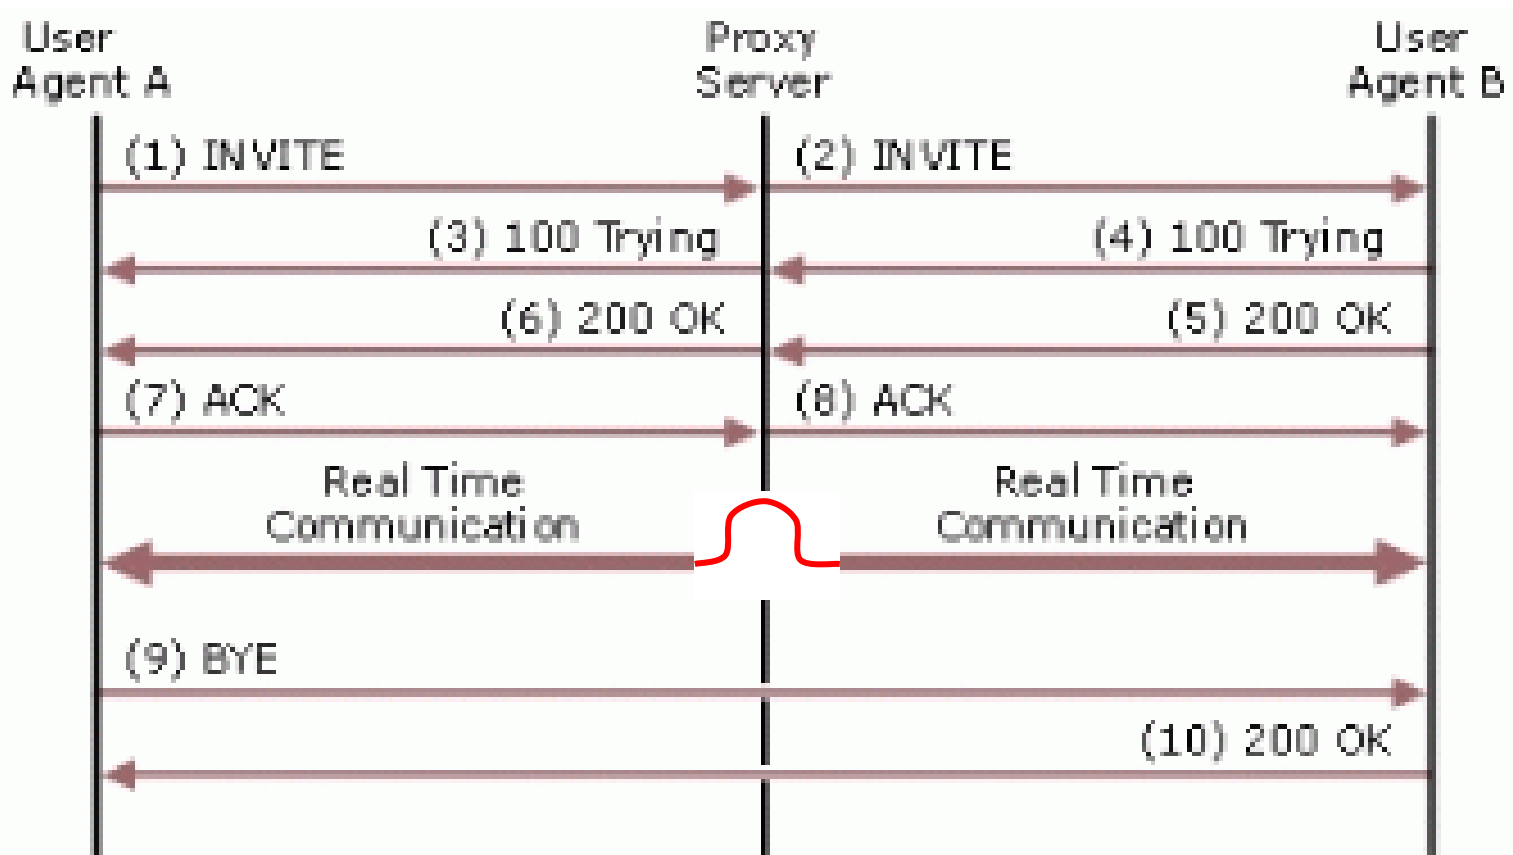 User
Agent A
Proxy
Server
User
Agent B
(1) INVITE
(2) INVITE
(3) 100 Trying
(4) 100 Trying
(6) 200 OK
(5) 200 OK
(7) ACK
(8) ACK
Real Time
Communication
Real Time
Communication
(9) BYE
(10) 200 OK